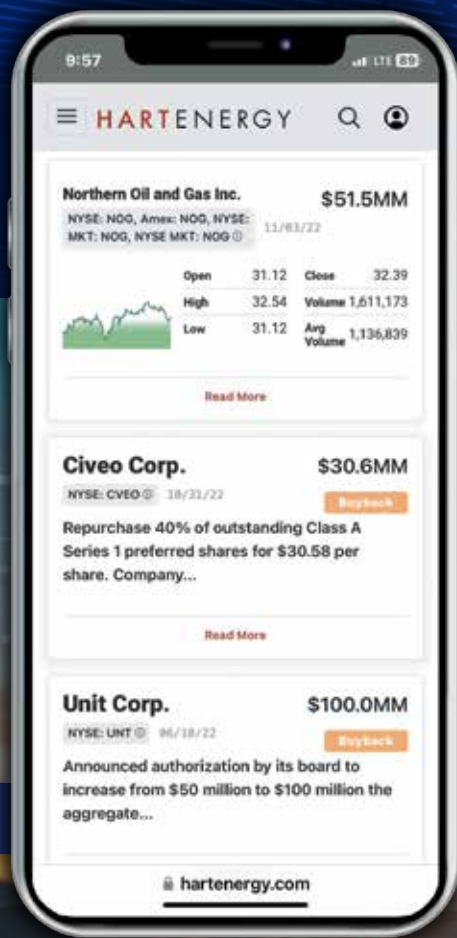 9:57
LTE 89
HARTENERGY
Northern Oil and Gas Inc.
$51.5MM
NYSE: NOG, Amex: NOG, NYSE:
MKT: NOG, NYSE MKT: NOG
11/03/22
Open 31.12 Close 32.39
High 32.54 Volume 1,611,173
Low 31.12 Avg Volume 1,136,839
Read More
Civeo Corp.
$30.6MM
NYSE: CVEO 10/31/22
Buyback
Repurchase 40% of outstanding Class A
Series 1 preferred shares for $30.58 per
share. Company...
Read More
Unit Corp.
$100.0MM
NYSE: UNT 06/18/22
Buyback
Announced authorization by its board to
increase from $50 million to $100 million the
aggregate...
hartenergy.com